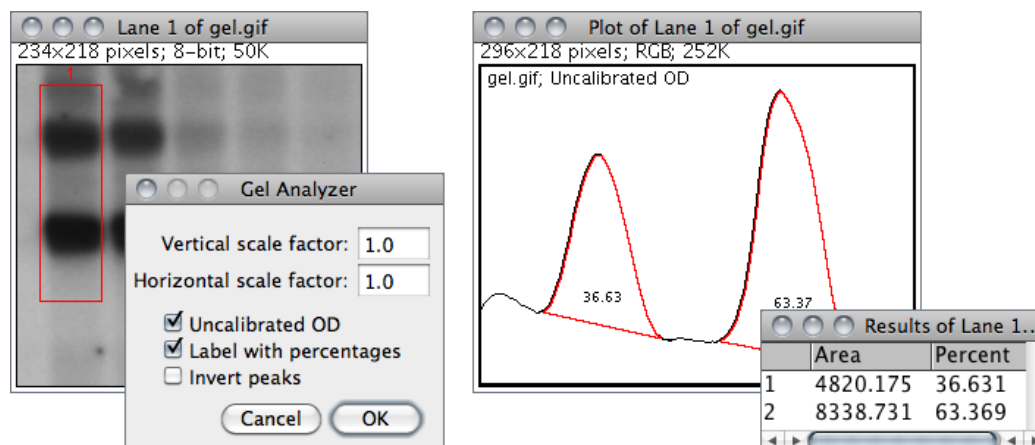 Lane 1 of gel.gif
234x218 pixels; 8-bit; 50K
1
Gel Analyzer
Vertical scale factor: 1.0
Horizontal scale factor: 1.0
Uncalibrated OD
Label with percentages
Invert peaks
Cancel OK
Plot of Lane 1 of gel.gif
296x218 pixels; RGB; 252K
gel.gif; Uncalibrated OD
36.63
63.37
Results of Lane 1..
Area Percent
1 4820.175 36.631
2 8338.731 63.369